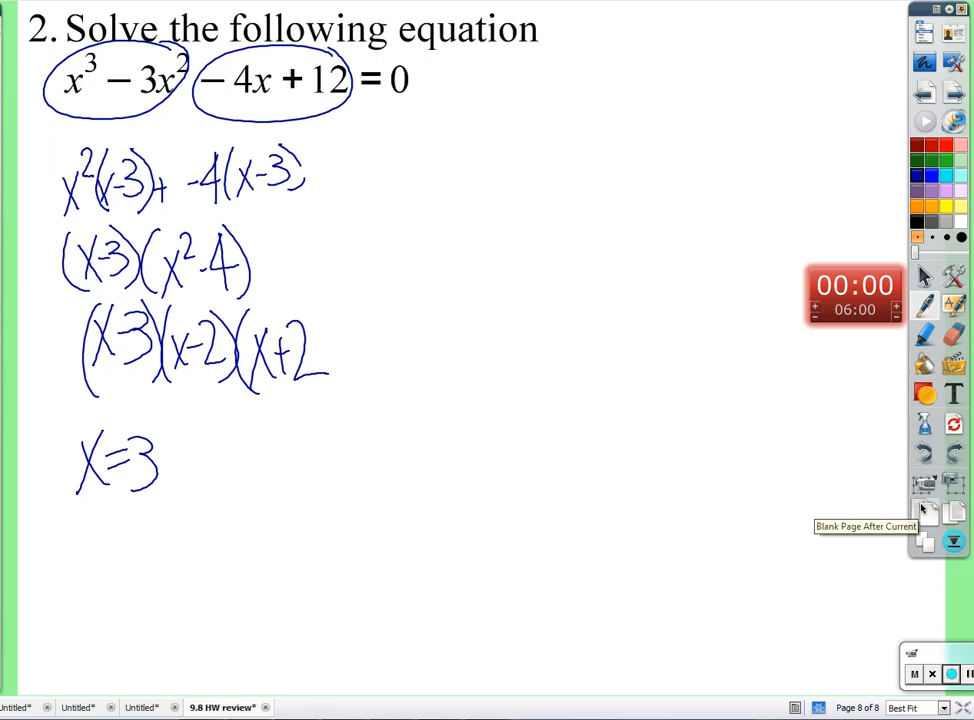 2. Solve the following equation
x³ − 3x² − 4x + 12 = 0
x²(x-3)+ -4(x-3)
(x-3)(x²-4)
(x-3)(x-2)(x+2
x=3
00:00
06:00
T
Blank Page After Current
M
Untitled*
Untitled*
Untitled*
9.8 HW review*
Page 8 of 8
Best Fit